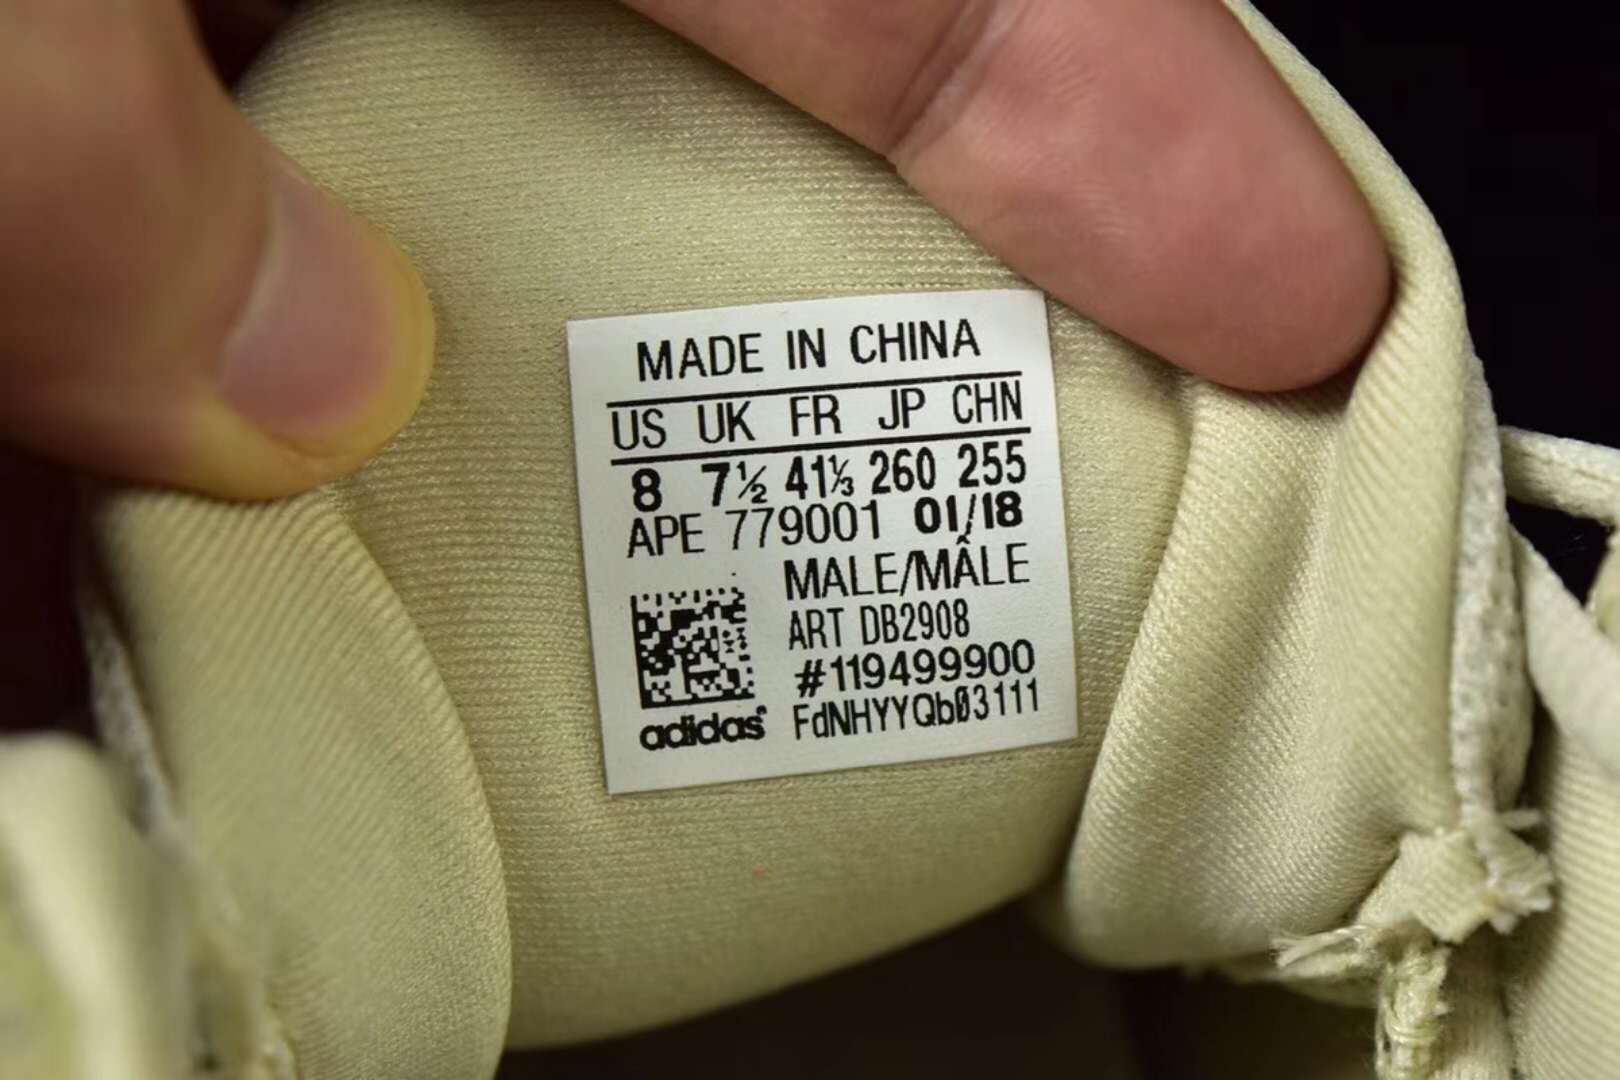 MADE IN CHINA
US UK FR JP CHN
8 7½ 41⅓ 260 255
APE 779001 01/18
MALE/MÂLE
ART DB2908
#119499900
adidas FdNHYYQb03111